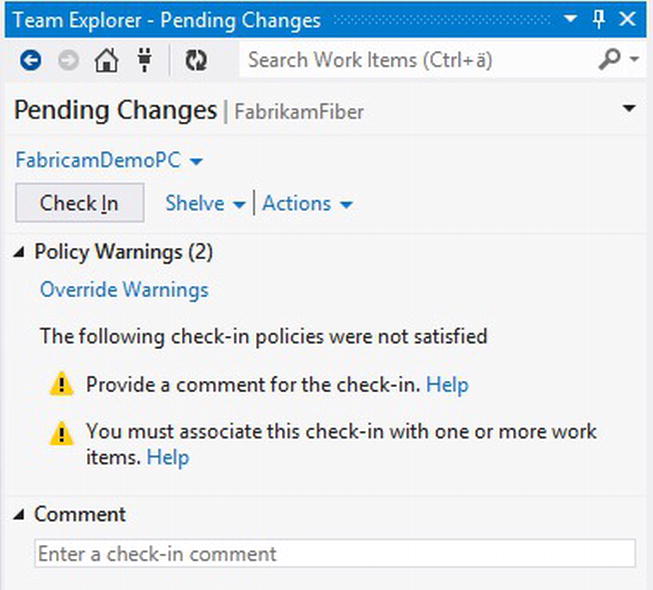 Team Explorer - Pending Changes
Search Work Items (Ctrl+ä)
Pending Changes | FabrikamFiber
FabricamDemoPC
Check In Shelve | Actions
Policy Warnings (2)
Override Warnings
The following check-in policies were not satisfied
Provide a comment for the check-in. Help
You must associate this check-in with one or more work
items. Help
Comment
Enter a check-in comment